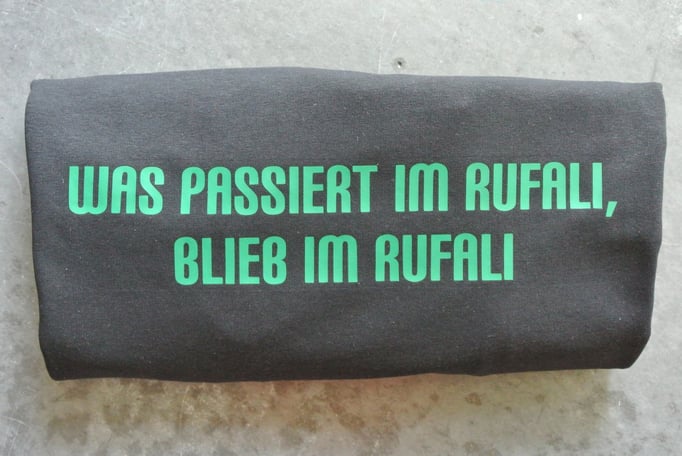 WAS PASSIERT IM RUFALI,
BLIEB IM RUFALI